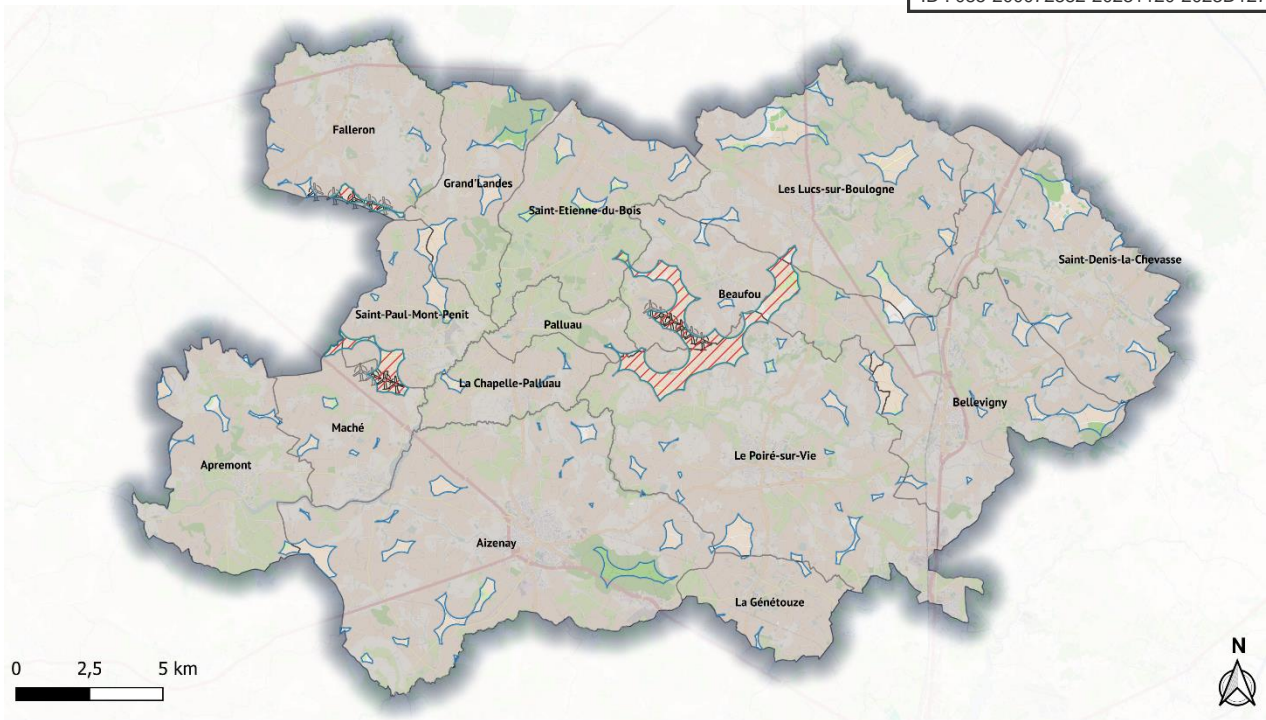 Falleron
Grand'Landes
Saint-Etienne-du-Bois
Les Lucs-sur-Boulogne
Saint-Denis-la-Chevasse
Beaufou
Saint-Paul-Mont-Penit
Palluau
La Chapelle-Palluau
Bellevigny
Maché
Apremont
Le Poiré-sur-Vie
Aizenay
La Génétouze
N
0 2,5 5 km